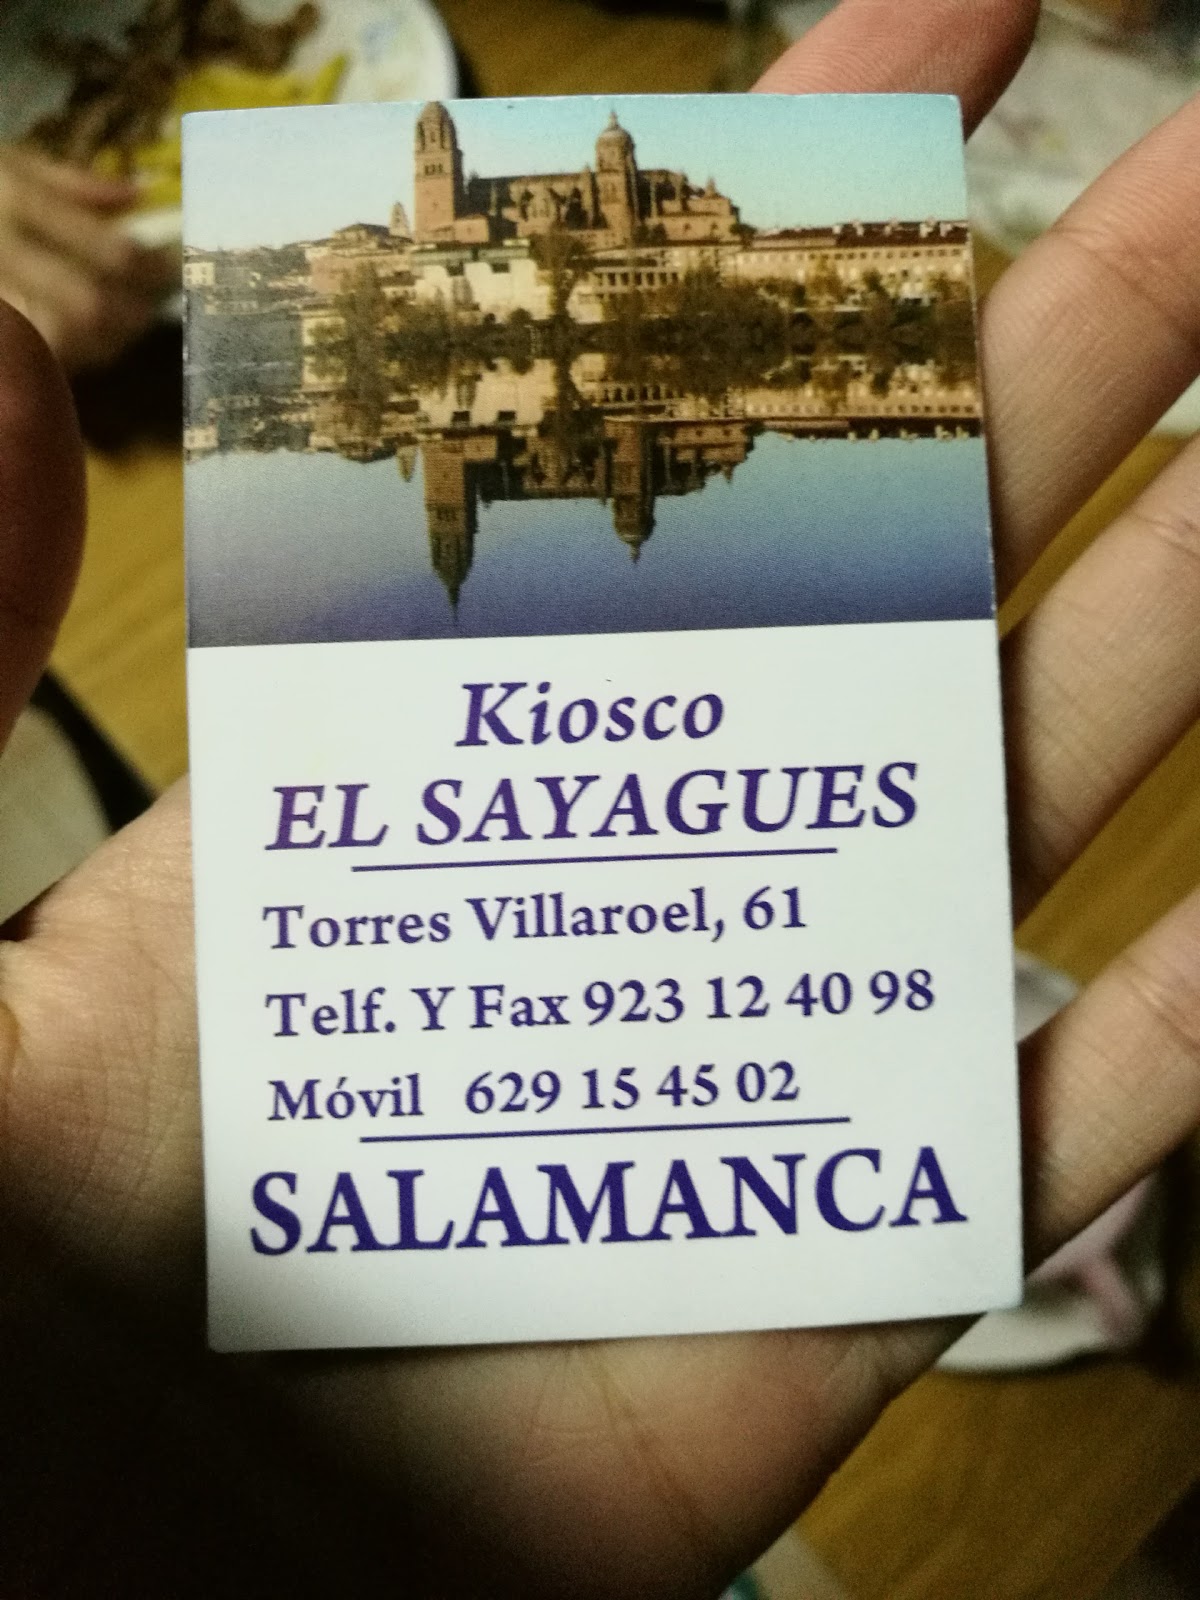 Kiosco
EL SAYAGUES
Torres Villaroel, 61
Telf. Y Fax 923 12 40 98
Móvil 629 15 45 02
SALAMANCA